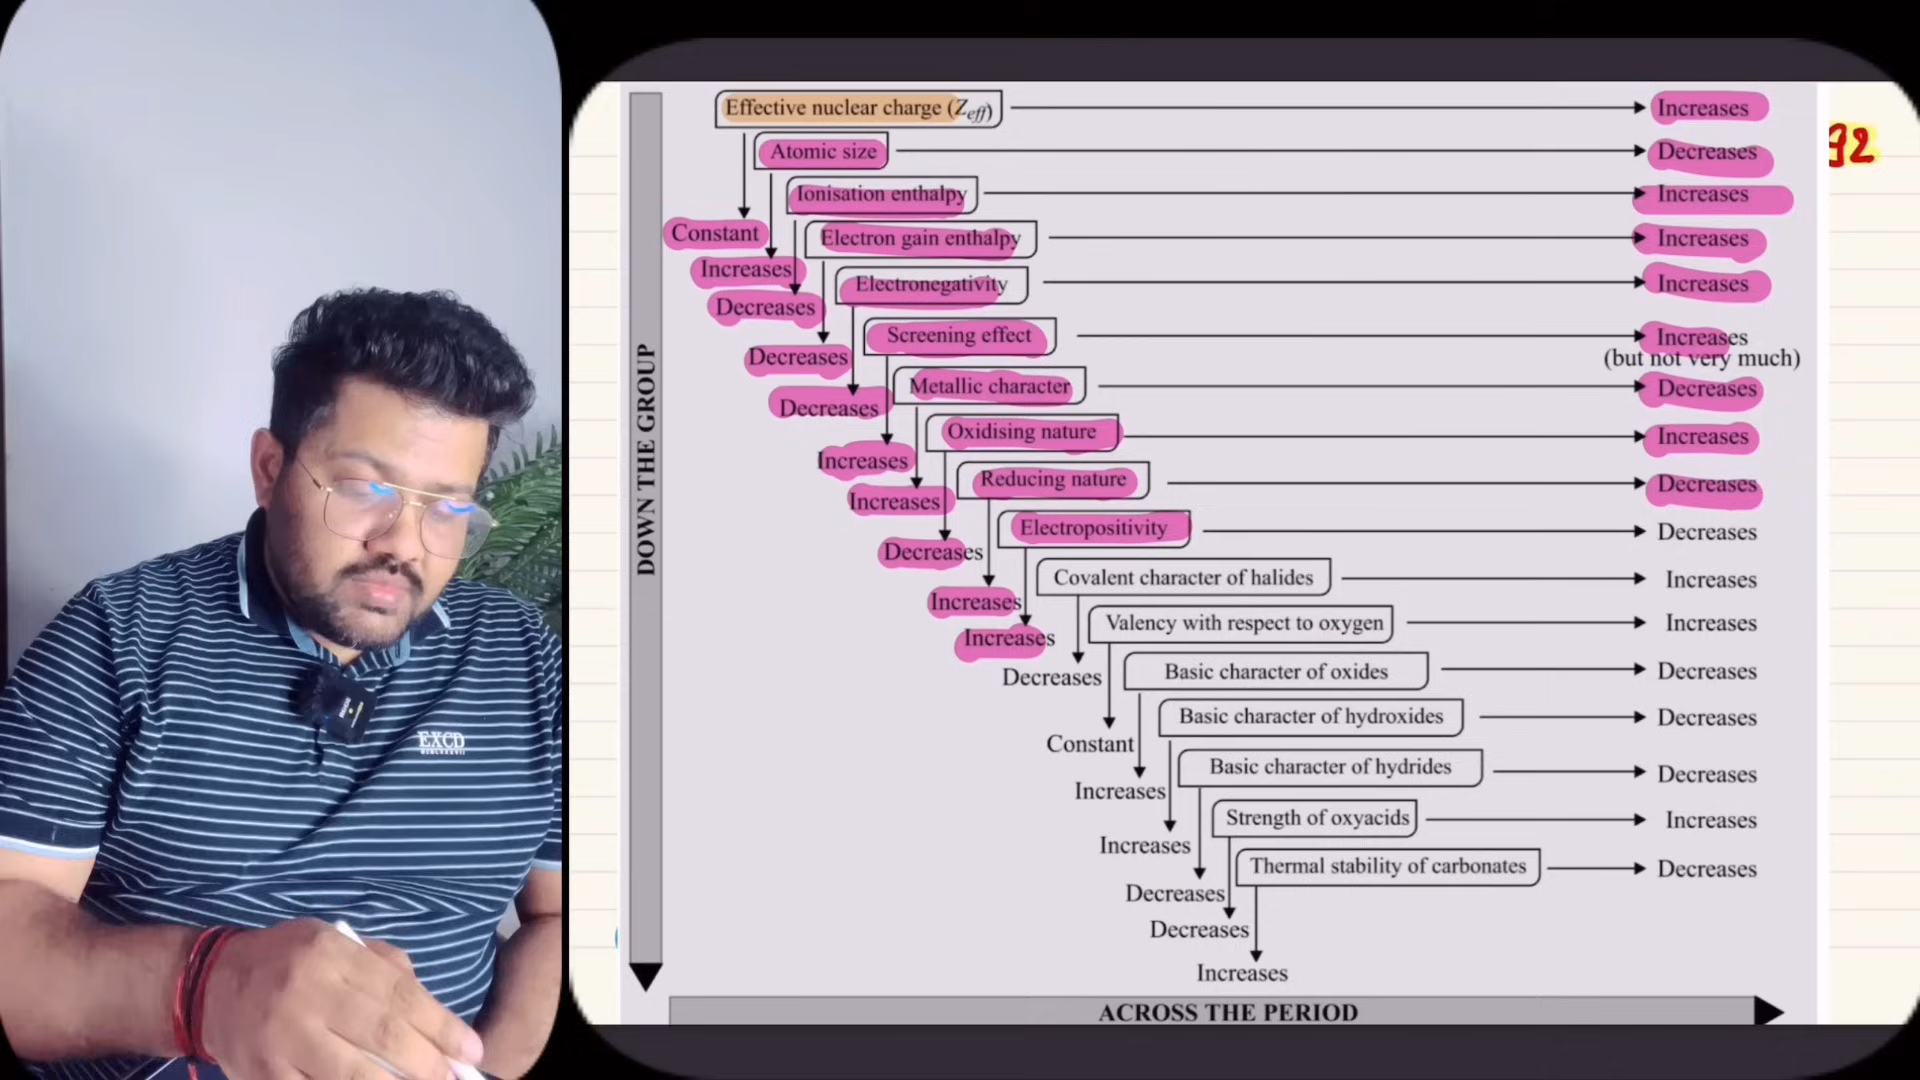 Effective nuclear charge (Zeff) Increases
92
Atomic size Decreases
Ionisation enthalpy Increases
Constant
Electron gain enthalpy Increases
Increases
Electronegativity Increases
Decreases
Screening effect Increases
(but not very much)
Decreases
Metallic character Decreases
Decreases
Oxidising nature Increases
Increases
Reducing nature Decreases
Increases
Electropositivity Decreases
Decreases
Covalent character of halides Increases
Increases
Valency with respect to oxygen Increases
Increases
Basic character of oxides Decreases
Decreases
Basic character of hydroxides Decreases
Constant
Basic character of hydrides Decreases
Increases
Strength of oxyacids Increases
Increases
Thermal stability of carbonates Decreases
Decreases
Decreases
Increases
DOWN THE GROUP
ACROSS THE PERIOD
EXCD